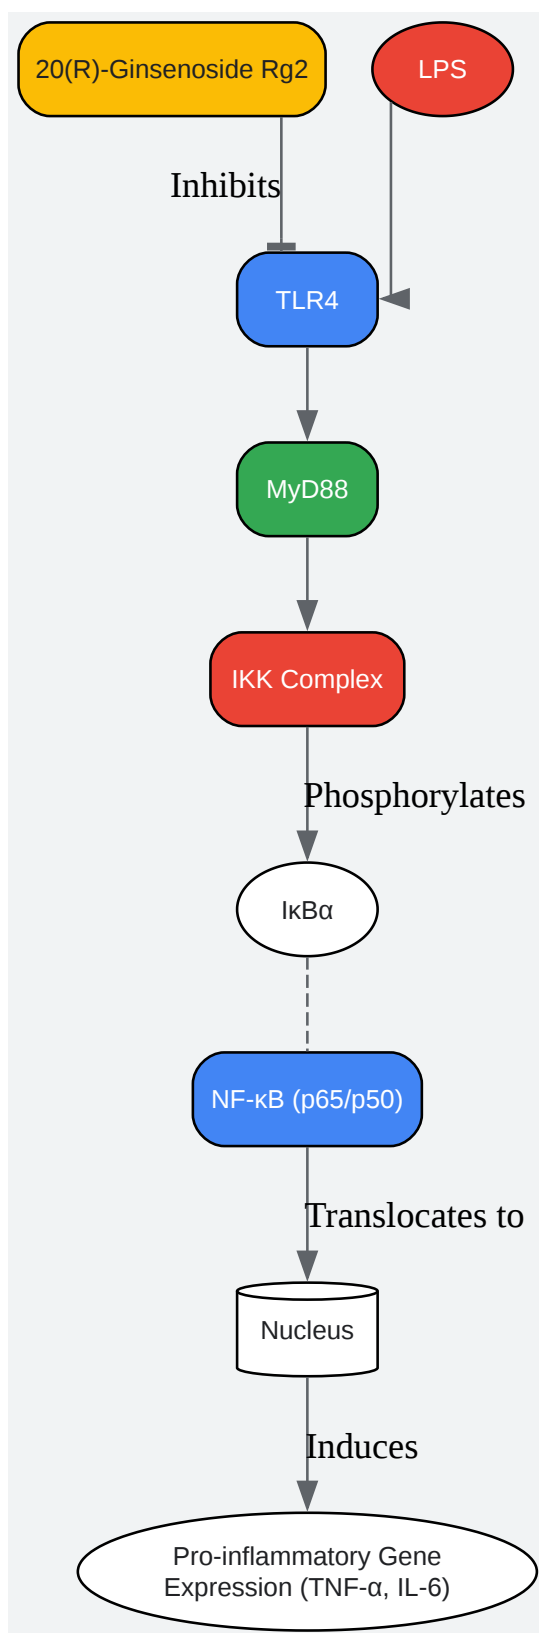 20(R)-Ginsenoside Rg2
LPS
Inhibits
TLR4
MyD88
IKK Complex
Phosphorylates
IκBα
NF-κB (p65/p50)
Translocates to
Nucleus
Induces
Pro-inflammatory Gene
Expression (TNF-α, IL-6)